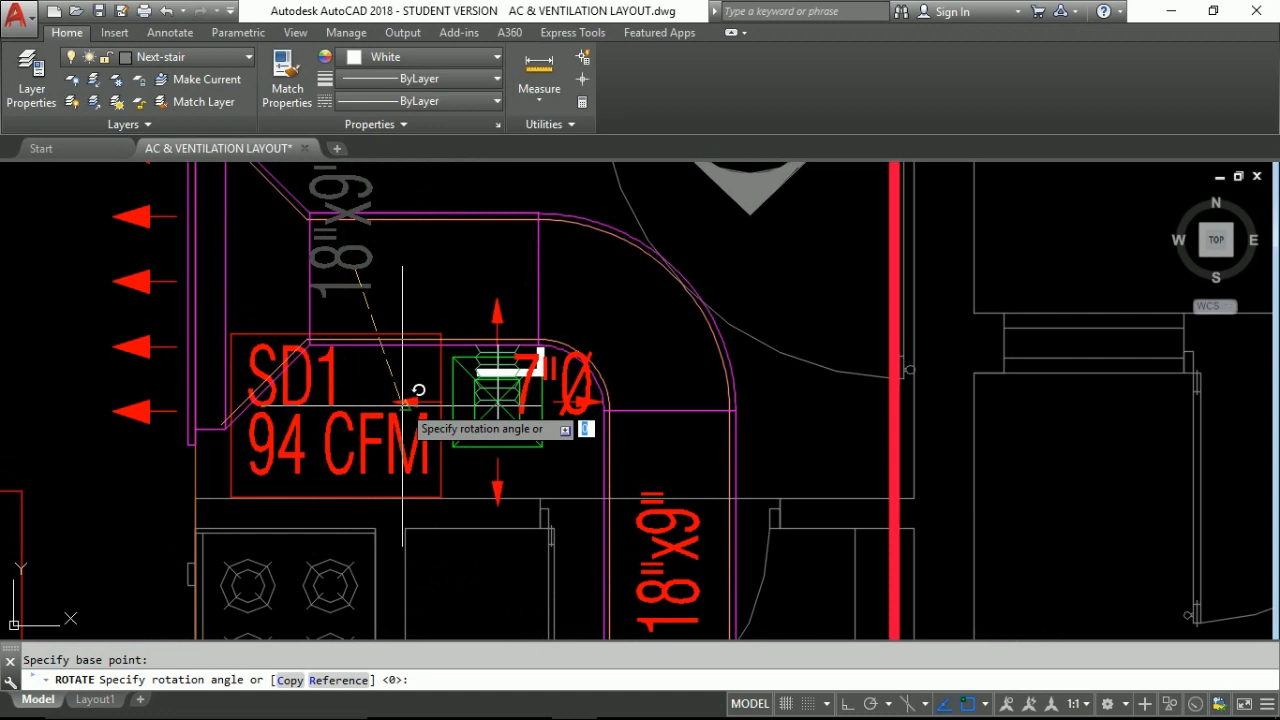 Autodesk AutoCAD 2018 - STUDENT VERSION AC & VENTILATION LAYOUT.dwg
Type a keyword or phrase
Sign In
Home Insert Annotate Parametric View Manage Output Add-ins A360 Express Tools Featured Apps
Layer Properties
Next-stair
Make Current
Match Layer
Layers
Match Properties
White
ByLayer
ByLayer
Properties
Measure
Utilities
Start
AC & VENTILATION LAYOUT*
18"x9"
N
W TOP E
S
WCS
SD1
94 CFM
7"Ø
Specify rotation angle or 0
18"x9"
Y
X
Specify base point:
ROTATE Specify rotation angle or [Copy Reference] <0>:
Model Layout1
MODEL
1:1